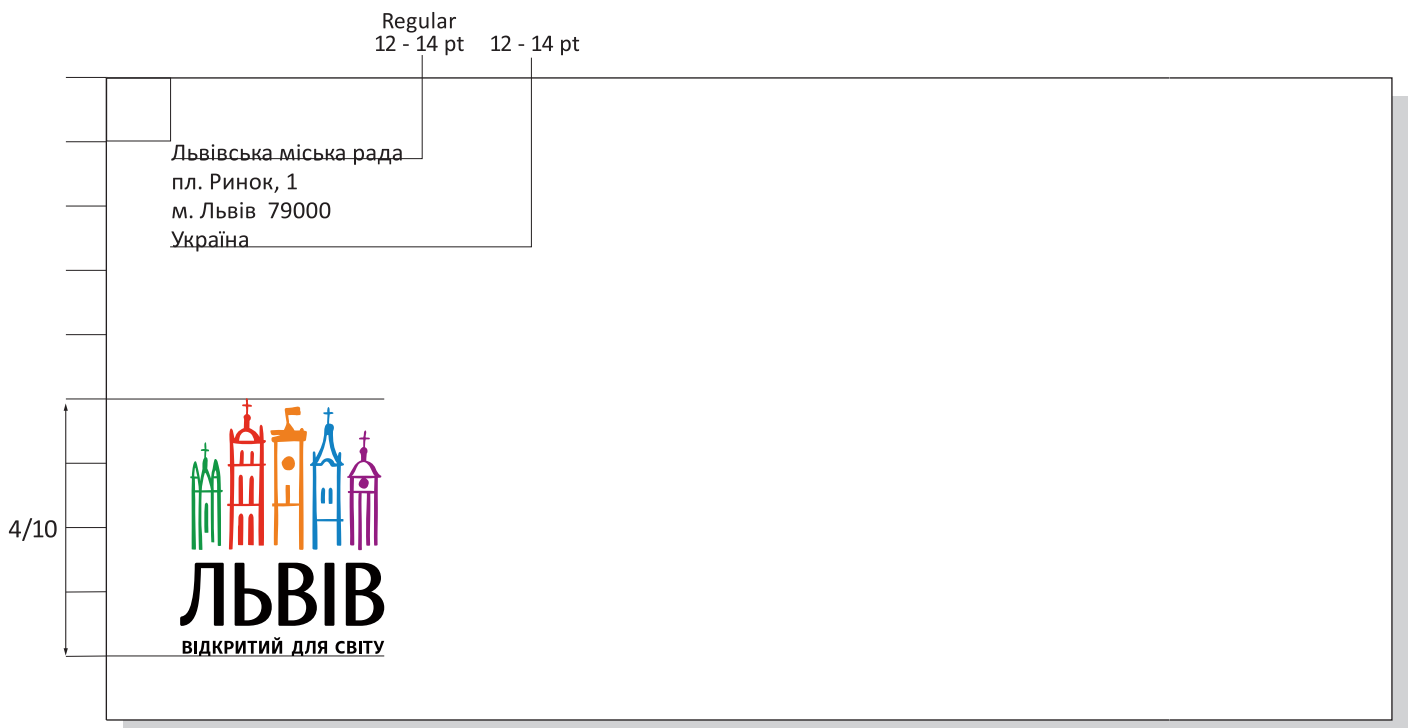 Regular
12 - 14 pt
12 - 14 pt
Львівська міська рада
пл. Ринок, 1
м. Львів 79000
Україна
4/10
ЛЬВІВ
ВІДКРИТИЙ ДЛЯ СВІТУ